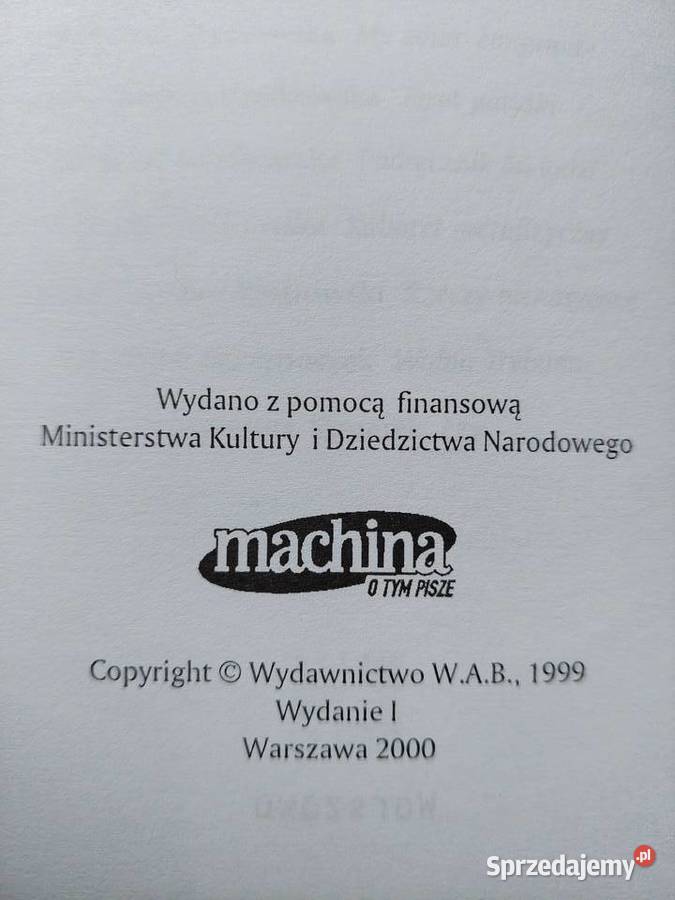 Wydano z pomocą finansową
Ministerstwa Kultury i Dziedzictwa Narodowego
machina
O TYM PISZE
Copyright © Wydawnictwo W.A.B., 1999
Wydanie I
Warszawa 2000
Sprzedajemy.pl